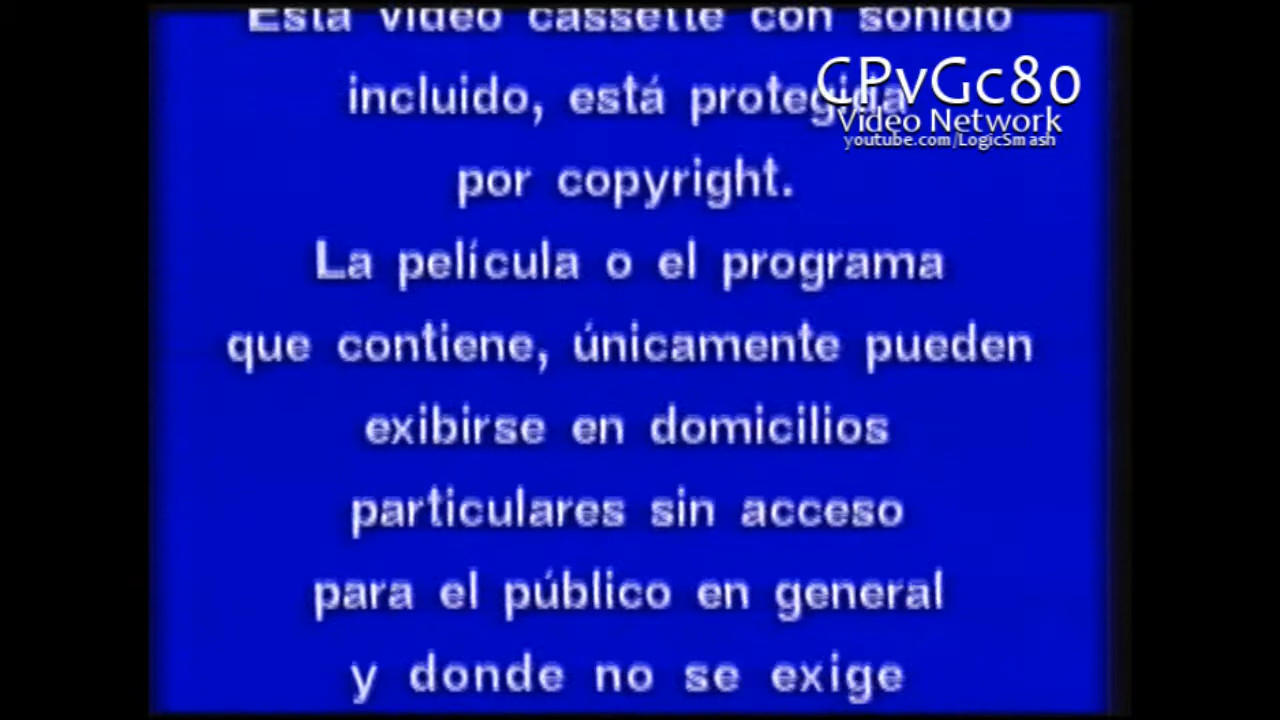 Esta video cassette con sonido
incluido, está protegida
por copyright.
La película o el programa
que contiene, únicamente pueden
exibirse en domicilios
particulares sin acceso
para el público en general
y donde no se exige
CPvGc80
Video Network
youtube.com/LogicSmash